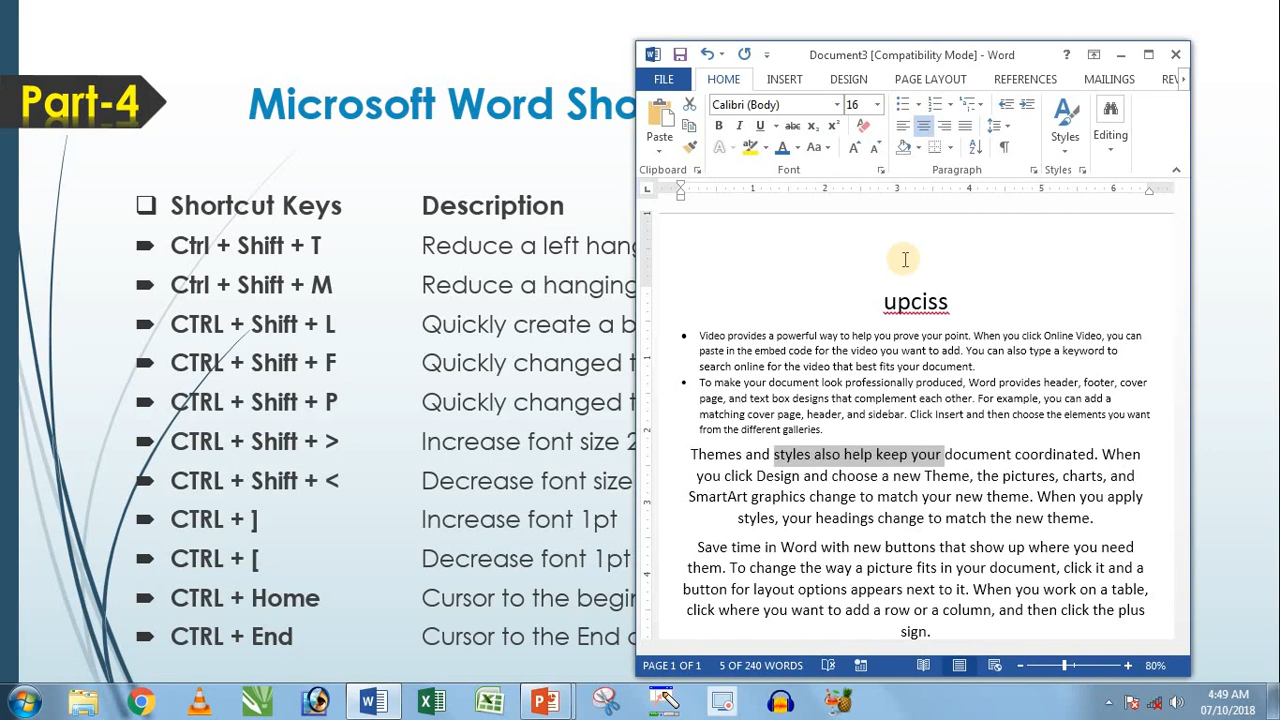 Part-4
Microsoft Word Sho
Shortcut Keys Description
Ctrl + Shift + T Reduce a left hang
Ctrl + Shift + M Reduce a hanging
CTRL + Shift + L Quickly create a b
CTRL + Shift + F Quickly changed t
CTRL + Shift + P Quickly changed t
CTRL + Shift + > Increase font size 2
CTRL + Shift + < Decrease font size
CTRL + ] Increase font 1pt
CTRL + [ Decrease font 1pt
CTRL + Home Cursor to the begin
CTRL + End Cursor to the End o
Document3 [Compatibility Mode] - Word
FILE HOME INSERT DESIGN PAGE LAYOUT REFERENCES MAILINGS REV
Calibri (Body) 16
Paste Styles Editing
Clipboard Font Paragraph Styles
1 2 3 4 5 6
upciss
Video provides a powerful way to help you prove your point. When you click Online Video, you can
paste in the embed code for the video you want to add. You can also type a keyword to
search online for the video that best fits your document.
To make your document look professionally produced, Word provides header, footer, cover
page, and text box designs that complement each other. For example, you can add a
matching cover page, header, and sidebar. Click Insert and then choose the elements you want
from the different galleries.
Themes and styles also help keep your document coordinated. When
you click Design and choose a new Theme, the pictures, charts, and
SmartArt graphics change to match your new theme. When you apply
styles, your headings change to match the new theme.
Save time in Word with new buttons that show up where you need
them. To change the way a picture fits in your document, click it and a
button for layout options appears next to it. When you work on a table,
click where you want to add a row or a column, and then click the plus
sign.
PAGE 1 OF 1 5 OF 240 WORDS 80%
4:49 AM
07/10/2018